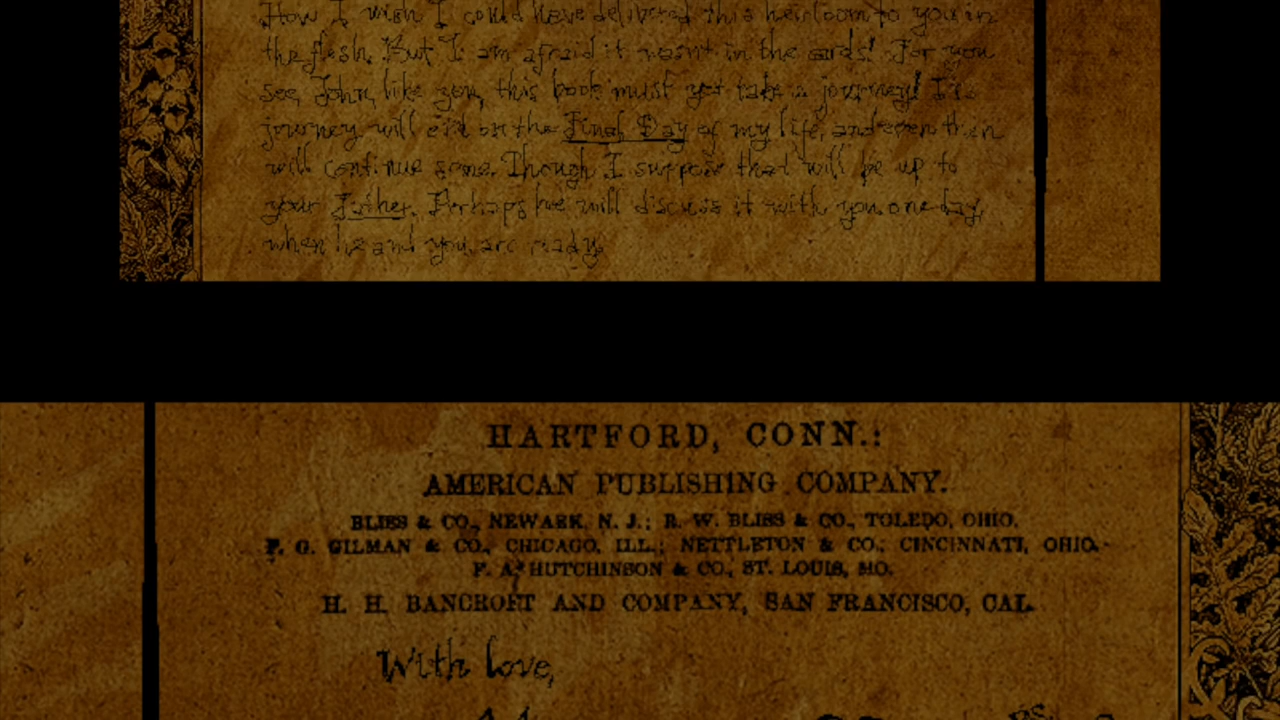 How I wish I could have delivered this heirloom to you in
the flesh. But I am afraid it wasn't in the cards! For you
see, John, like you, this book must yet take a journey! Its
journey will end on the Final Day of my life, and even then
will continue some. Though I suppose that will be up to
your Father. Perhaps he will discuss it with you one day,
when he and you are ready.
HARTFORD, CONN.:
AMERICAN PUBLISHING COMPANY.
BLISS & CO., NEWARK, N. J.; R. W. BLISS & CO., TOLEDO, OHIO.
F. G. GILMAN & CO., CHICAGO, ILL.; NETTLETON & CO., CINCINNATI, OHIO.
F. A. HUTCHINSON & CO., ST. LOUIS, MO.
H. H. BANCROFT AND COMPANY, SAN FRANCISCO, CAL.
With love,